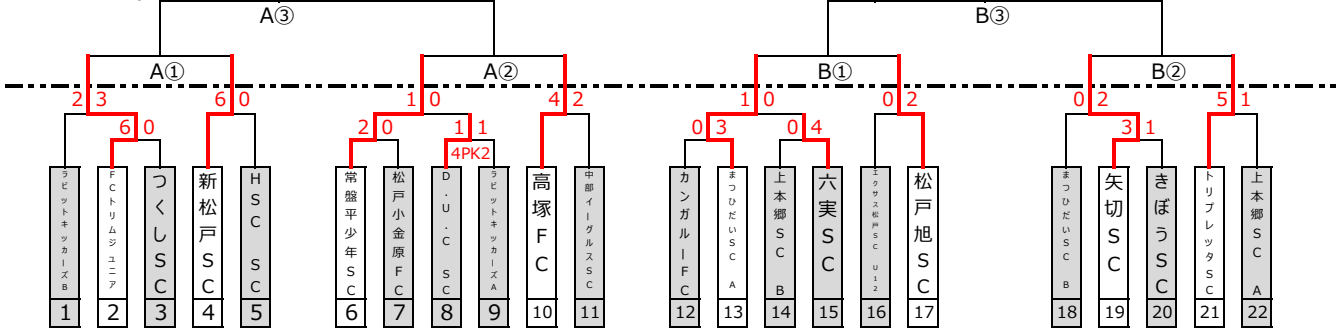 A③ B③
A① A② B① B②
2 3 6 0 1 0 4 2 1 0 0 2 0 2 5 1
6 0 2 0 1 1 0 3 0 4 3 1
4PK2
ラビットキッカーズB
FCトリムジュニア
つくしSC
新松戸SC
HSC SC
常盤平少年SC
松戸小金原FC
D.U.C SC
ラビットキッカーズA
高塚FC
中部イーグルスSC
カンガルーFC
まつひだいSC A
上本郷SC B
六実SC
エクサス松戸SC U12
松戸旭SC
まつひだいSC B
矢切SC
きぼうSC
トリプレッタSC
上本郷SC A
1 2 3 4 5 6 7 8 9 10 11 12 13 14 15 16 17 18 19 20 21 22